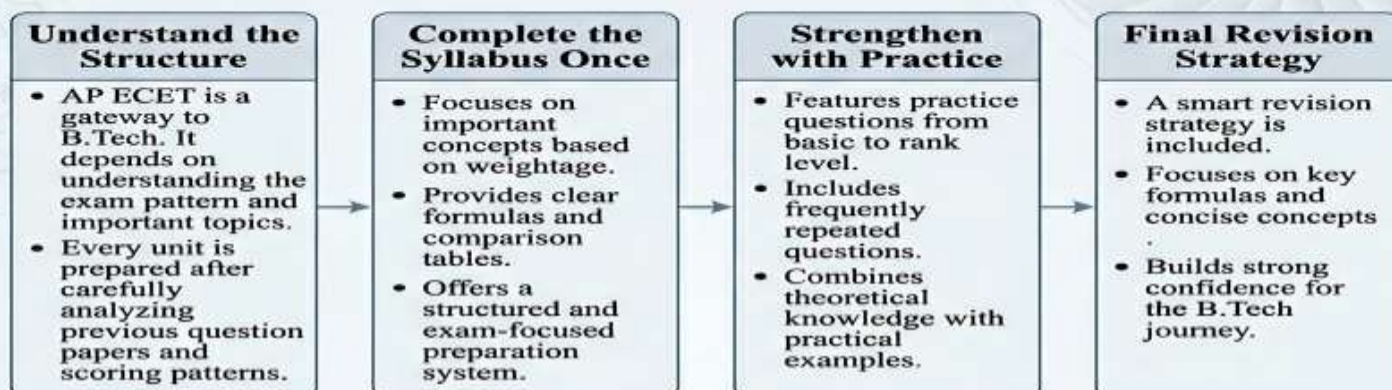 Understand the
Structure
• AP ECET is a
gateway to
B.Tech. It
depends on
understanding the
exam pattern and
important topics.
• Every unit is
prepared after
carefully
analyzing
previous question
papers and
scoring patterns.
Complete the
Syllabus Once
• Focuses on
important
concepts based
on weightage.
• Provides clear
formulas and
comparison
tables.
• Offers a
structured and
exam-focused
preparation
system.
Strengthen
with Practice
• Features practice
questions from
basic to rank
level.
• Includes
frequently
repeated
questions.
• Combines
theoretical
knowledge with
practical
examples.
Final Revision
Strategy
• A smart revision
strategy is
included.
• Focuses on key
formulas and
concise concepts
.
• Builds strong
confidence for
the B.Tech
journey.